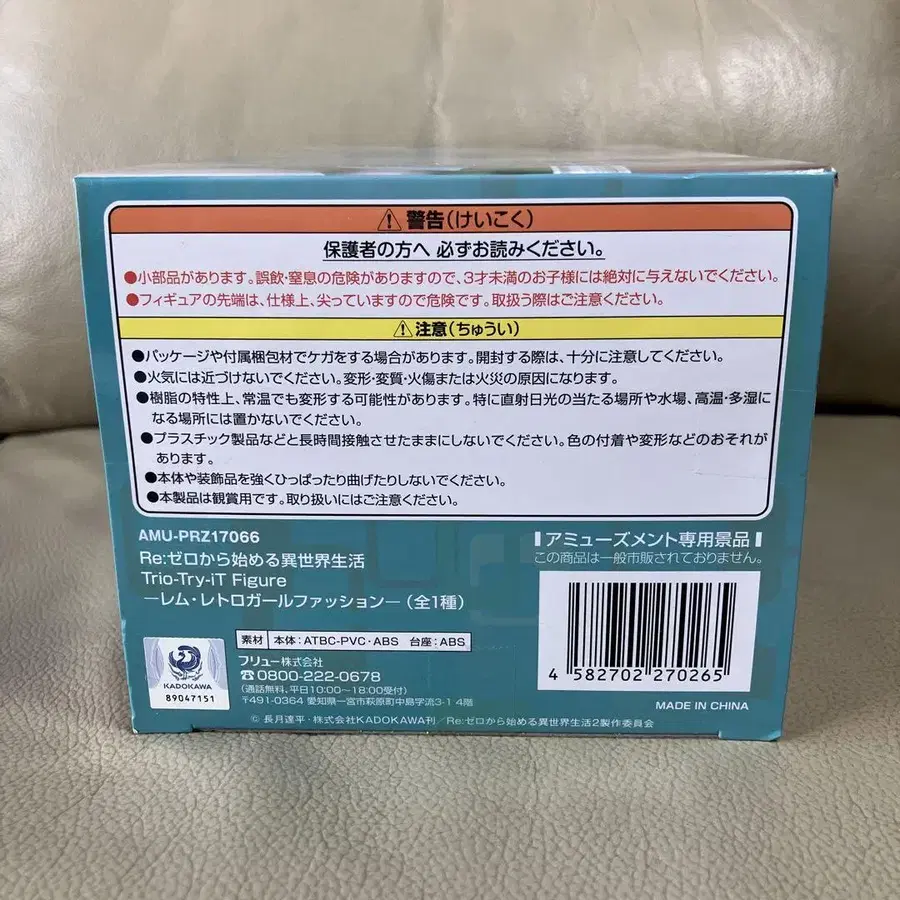 ⚠警告(けいこく)
保護者の方へ 必ずお読みください。
●小部品があります。誤飲・窒息の危険がありますので、3才未満のお子様には絶対に与えないでください。
●フィギュアの先端は、仕様上、尖っていますので危険です。取扱う際はご注意ください。
⚠注意(ちゅうい)
●パッケージや付属梱包材でケガをする場合があります。開封する際は、十分に注意してください。
●火気には近づけないでください。変形・変質・火傷または火災の原因になります。
●樹脂の特性上、常温でも変形する可能性があります。特に直射日光の当たる場所や水場、高温・多湿に
なる場所には置かないでください。
●プラスチック製品などと長時間接触させたままにしないでください。色の付着や変形などのおそれが
あります。
●本体や装飾品を強くひっぱったり曲げたりしないでください。
●本製品は観賞用です。取り扱いにはご注意ください。
AMU-PRZ17066
Re:ゼロから始める異世界生活
Trio-Try-iT Figure
―レム・レトロガールファッション―(全1種)
アミューズメント専用景品
この商品は一般市販されておりません。
素材 本体:ATBC-PVC・ABS 台座:ABS
フリュー株式会社
☎0800-222-0678
(通話無料、平日10:00~18:00受付)
〒491-0364 愛知県一宮市萩原町中島字流3-1 4階
© 長月達平・株式会社KADOKAWA刊/Re:ゼロから始める異世界生活2製作委員会
KADOKAWA
89047151
4 582702 270265
MADE IN CHINA